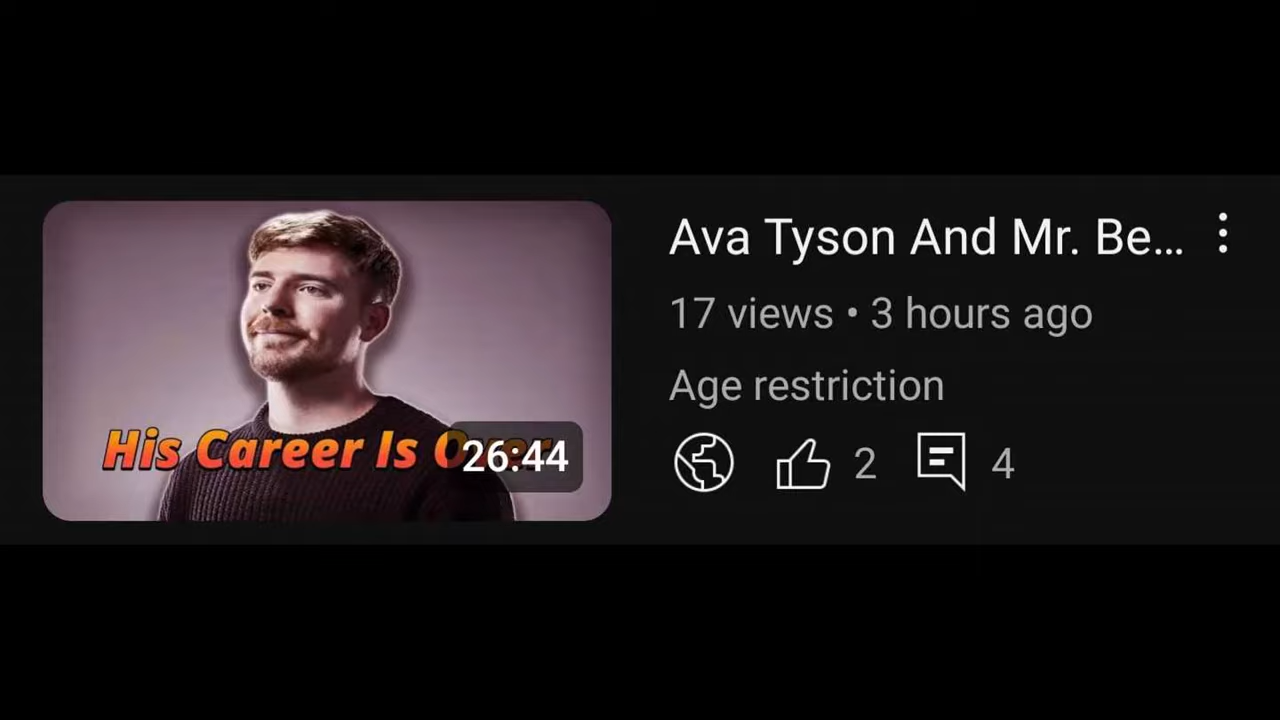 His Career Is
26:44
Ava Tyson And Mr. Be...
17 views • 3 hours ago
Age restriction
2
4